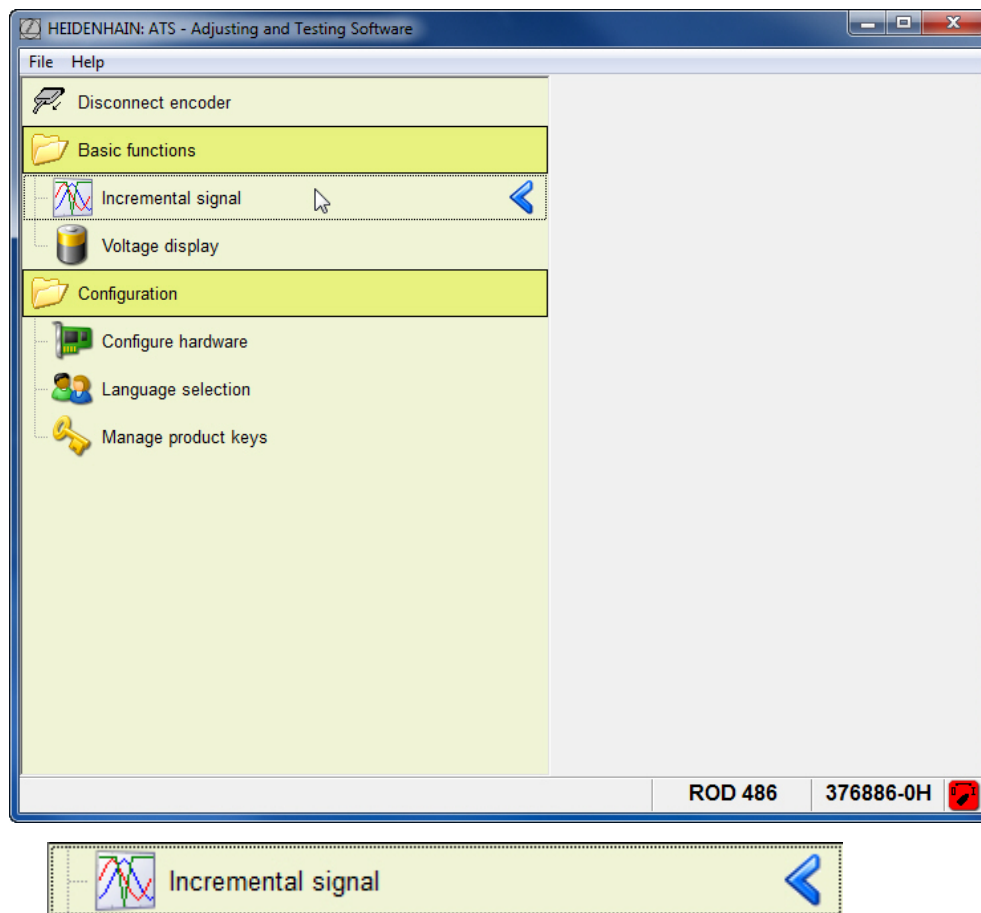 HEIDENHAIN: ATS - Adjusting and Testing Software
File Help
Disconnect encoder
Basic functions
Incremental signal
Voltage display
Configuration
Configure hardware
Language selection
Manage product keys
ROD 486 376886-0H
Incremental signal